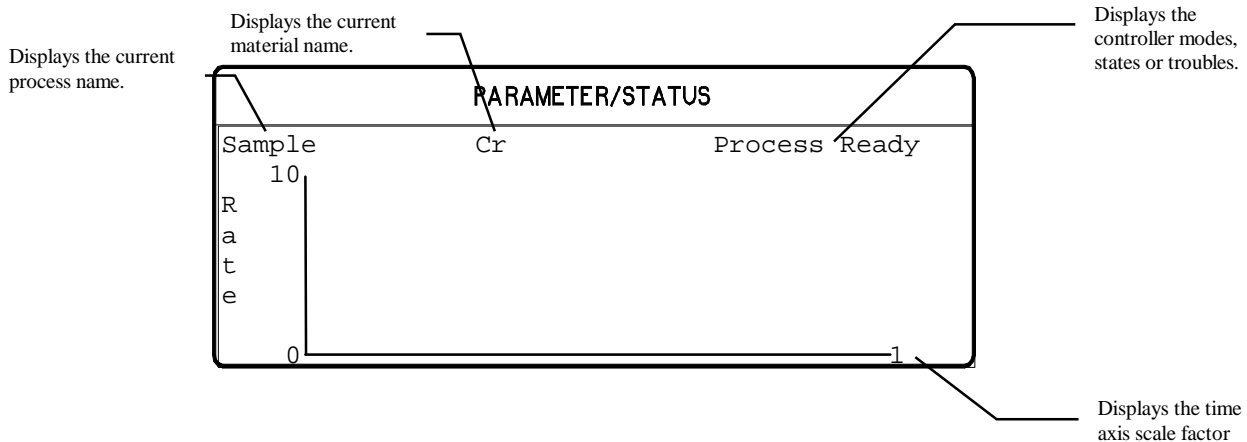 Displays the current
process name.
Displays the current
material name.
Displays the
controller modes,
states or troubles.
PARAMETER/STATUS
Sample Cr Process Ready
10
R
a
t
e
0 1
Displays the time
axis scale factor